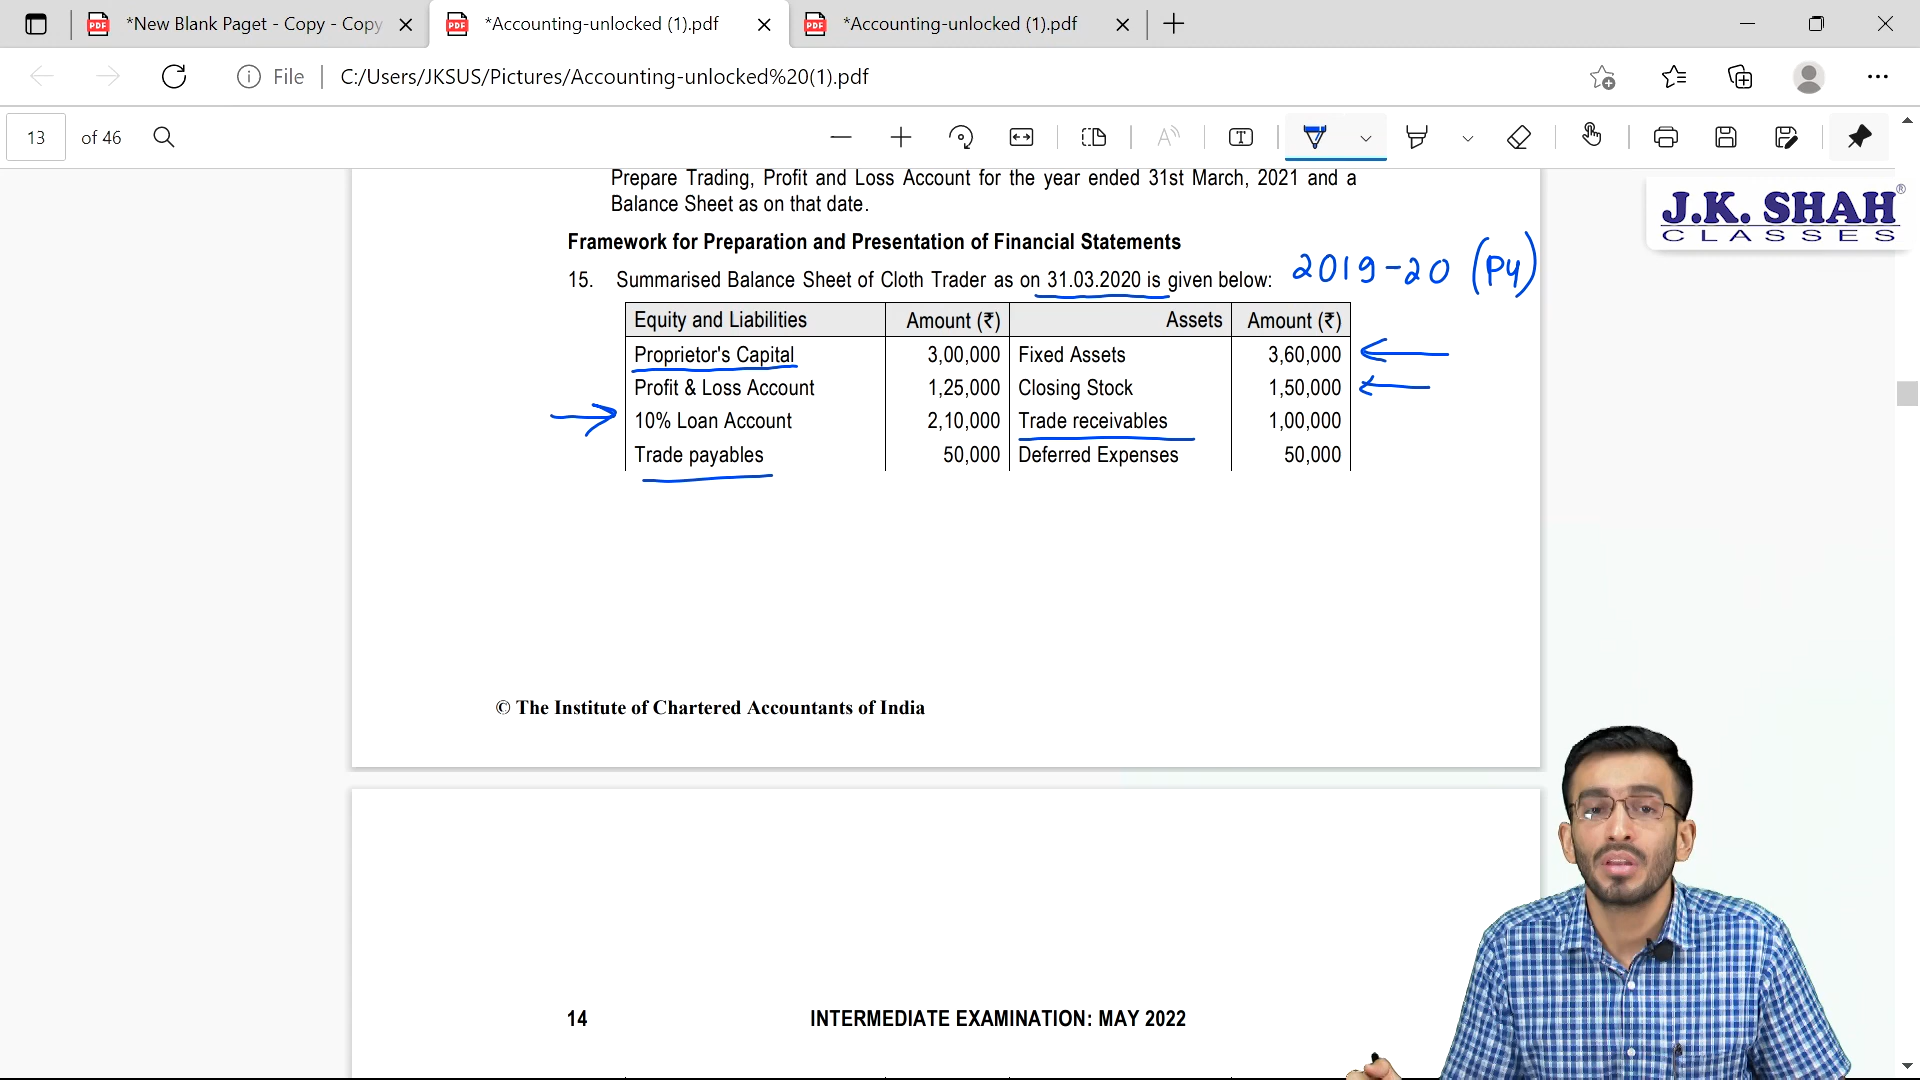 *New Blank Paget - Copy - Copy
*Accounting-unlocked (1).pdf
*Accounting-unlocked (1).pdf
File
C:/Users/JKSUS/Pictures/Accounting-unlocked%20(1).pdf
13 of 46
Prepare Trading, Profit and Loss Account for the year ended 31st March, 2021 and a
Balance Sheet as on that date.
J.K. SHAH®
CLASSES
Framework for Preparation and Presentation of Financial Statements
2019-20 (PY)
15. Summarised Balance Sheet of Cloth Trader as on 31.03.2020 is given below:
Equity and Liabilities Amount (₹) Assets Amount (₹)
Proprietor's Capital 3,00,000 Fixed Assets 3,60,000
Profit & Loss Account 1,25,000 Closing Stock 1,50,000
10% Loan Account 2,10,000 Trade receivables 1,00,000
Trade payables 50,000 Deferred Expenses 50,000
© The Institute of Chartered Accountants of India
14 INTERMEDIATE EXAMINATION: MAY 2022